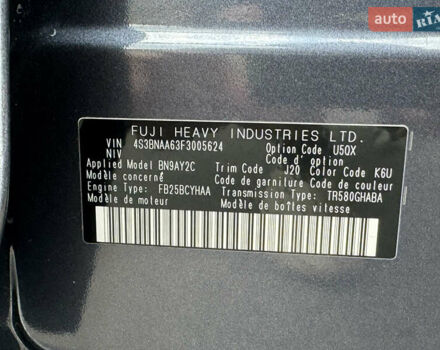 auto
RIA
FUJI HEAVY INDUSTRIES LTD.
VIN 4S3BNAA63F3005624 Option Code U5QX
NIV Code d' option
Applied Model BN9AY2C Trim Code J20 Color Code K6U
Modèle concerné Code de garniture Code de couleur
Engine Type: FB25BCYHAA Transmission Type: TR580GHABA
Modèle de moteur Modèle de boîtes vitesse